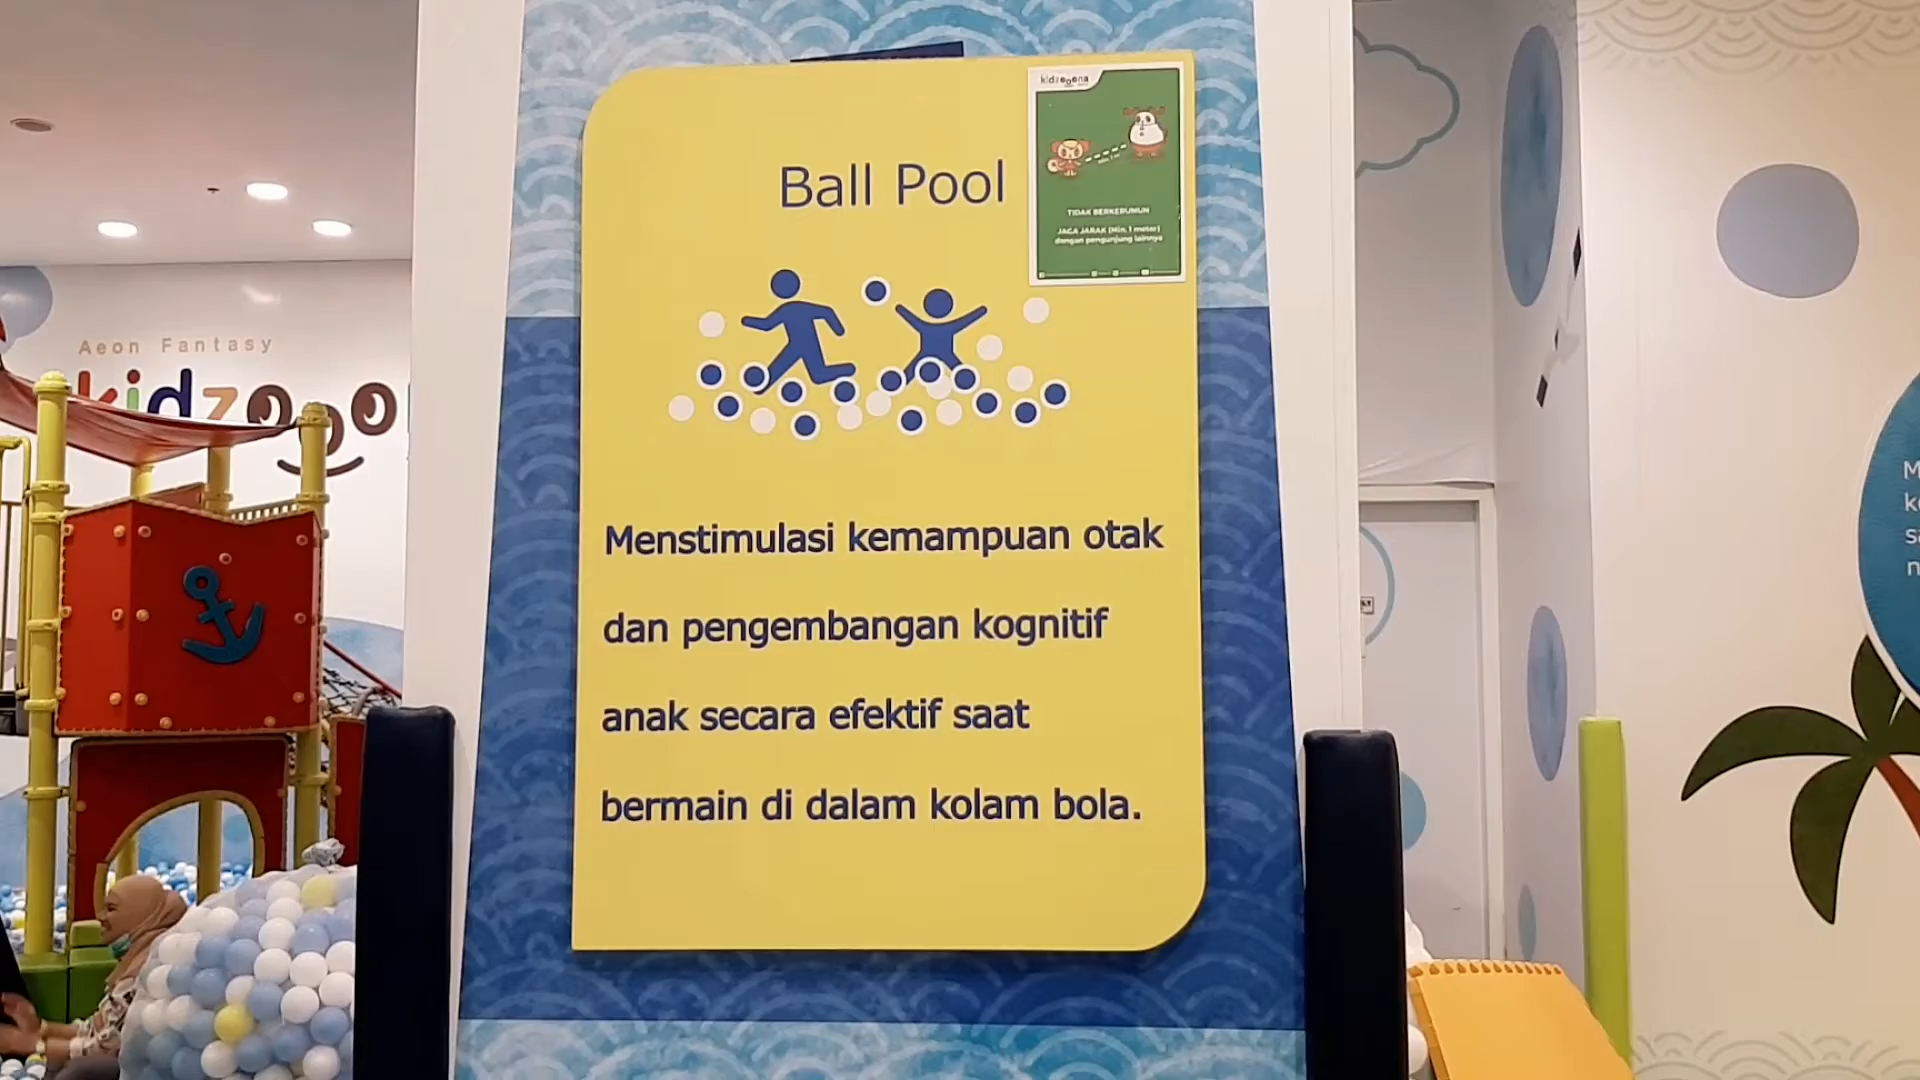 Ball Pool
kidzooona
TIDAK BERKERUMUN
JAGA JARAK (Min. 1 meter)
dengan pengunjung lainnya
Menstimulasi kemampuan otak
dan pengembangan kognitif
anak secara efektif saat
bermain di dalam kolam bola.
Aeon Fantasy
kidzooo